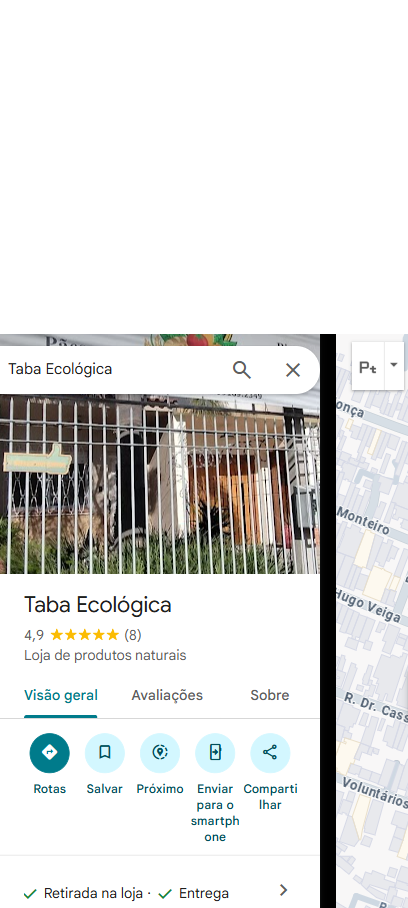 Taba Ecológica
Pt
onça
Monteiro
Hugo Veiga
R. Dr. Cass
Voluntários
Taba Ecológica
4,9 (8)
Loja de produtos naturais
Visão geral Avaliações Sobre
Rotas Salvar Próximo Enviar para o smartphone Compartilhar
Retirada na loja · Entrega